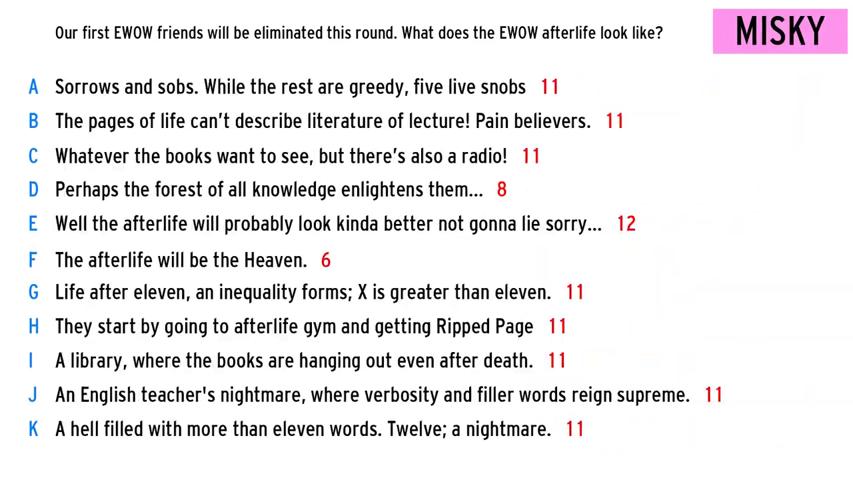 Our first EWOW friends will be eliminated this round. What does the EWOW afterlife look like?
MISKY
A Sorrows and sobs. While the rest are greedy, five live snobs 11
B The pages of life can't describe literature of lecture! Pain believers. 11
C Whatever the books want to see, but there's also a radio! 11
D Perhaps the forest of all knowledge enlightens them... 8
E Well the afterlife will probably look kinda better not gonna lie sorry... 12
F The afterlife will be the Heaven. 6
G Life after eleven, an inequality forms; X is greater than eleven. 11
H They start by going to afterlife gym and getting Ripped Page 11
I A library, where the books are hanging out even after death. 11
J An English teacher's nightmare, where verbosity and filler words reign supreme. 11
K A hell filled with more than eleven words. Twelve; a nightmare. 11